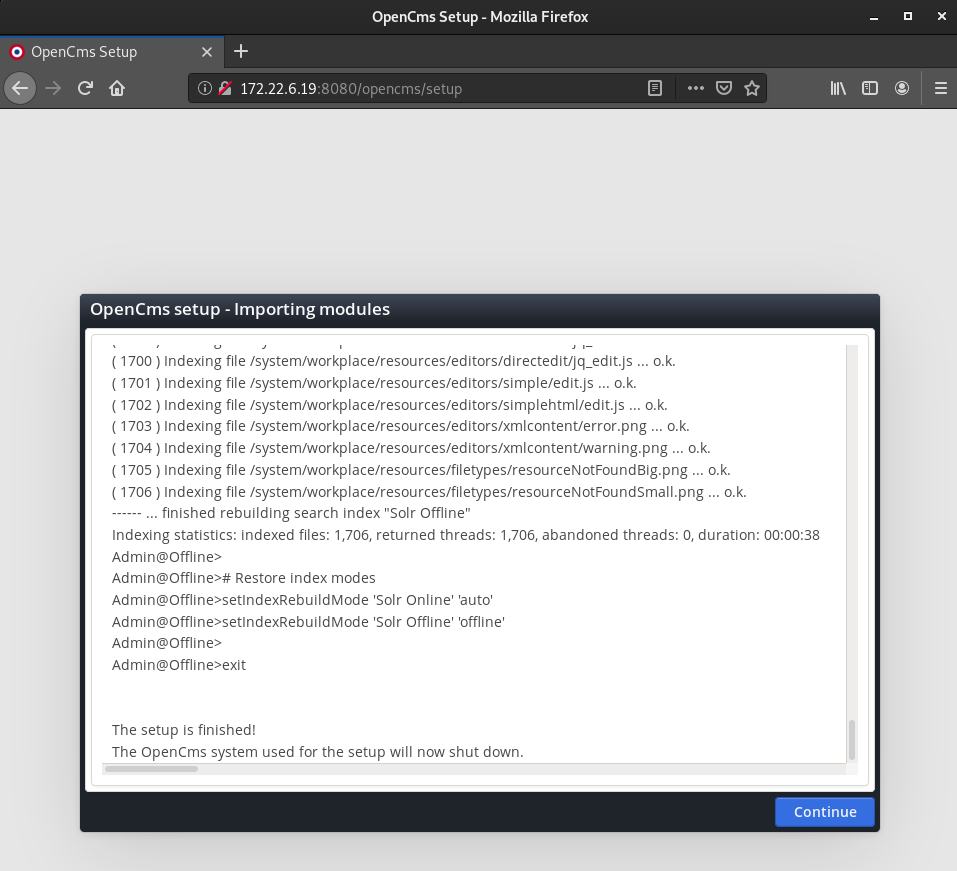 OpenCms Setup - Mozilla Firefox
OpenCms Setup
172.22.6.19:8080/opencms/setup
OpenCms setup - Importing modules
( 1700 ) Indexing file /system/workplace/resources/editors/directedit/jq_edit.js ... o.k.
( 1701 ) Indexing file /system/workplace/resources/editors/simple/edit.js ... o.k.
( 1702 ) Indexing file /system/workplace/resources/editors/simplehtml/edit.js ... o.k.
( 1703 ) Indexing file /system/workplace/resources/editors/xmlcontent/error.png ... o.k.
( 1704 ) Indexing file /system/workplace/resources/editors/xmlcontent/warning.png ... o.k.
( 1705 ) Indexing file /system/workplace/resources/filetypes/resourceNotFoundBig.png ... o.k.
( 1706 ) Indexing file /system/workplace/resources/filetypes/resourceNotFoundSmall.png ... o.k.
------ ... finished rebuilding search index "Solr Offline"
Indexing statistics: indexed files: 1,706, returned threads: 1,706, abandoned threads: 0, duration: 00:00:38
Admin@Offline>
Admin@Offline># Restore index modes
Admin@Offline>setIndexRebuildMode 'Solr Online' 'auto'
Admin@Offline>setIndexRebuildMode 'Solr Offline' 'offline'
Admin@Offline>
Admin@Offline>exit
The setup is finished!
The OpenCms system used for the setup will now shut down.
Continue